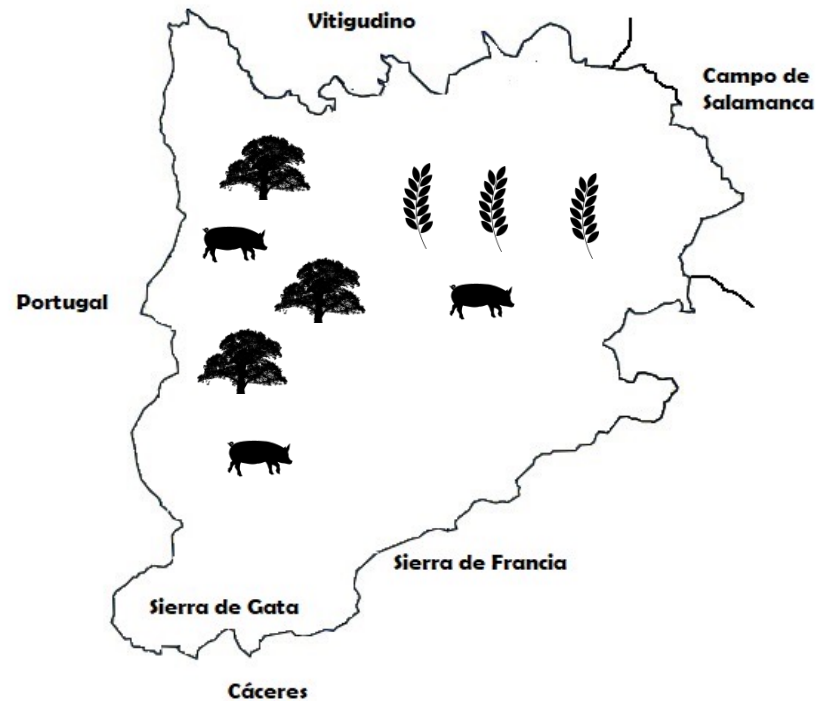 Vitigudino
Campo de
Salamanca
Portugal
Sierra de Francia
Sierra de Gata
Cáceres